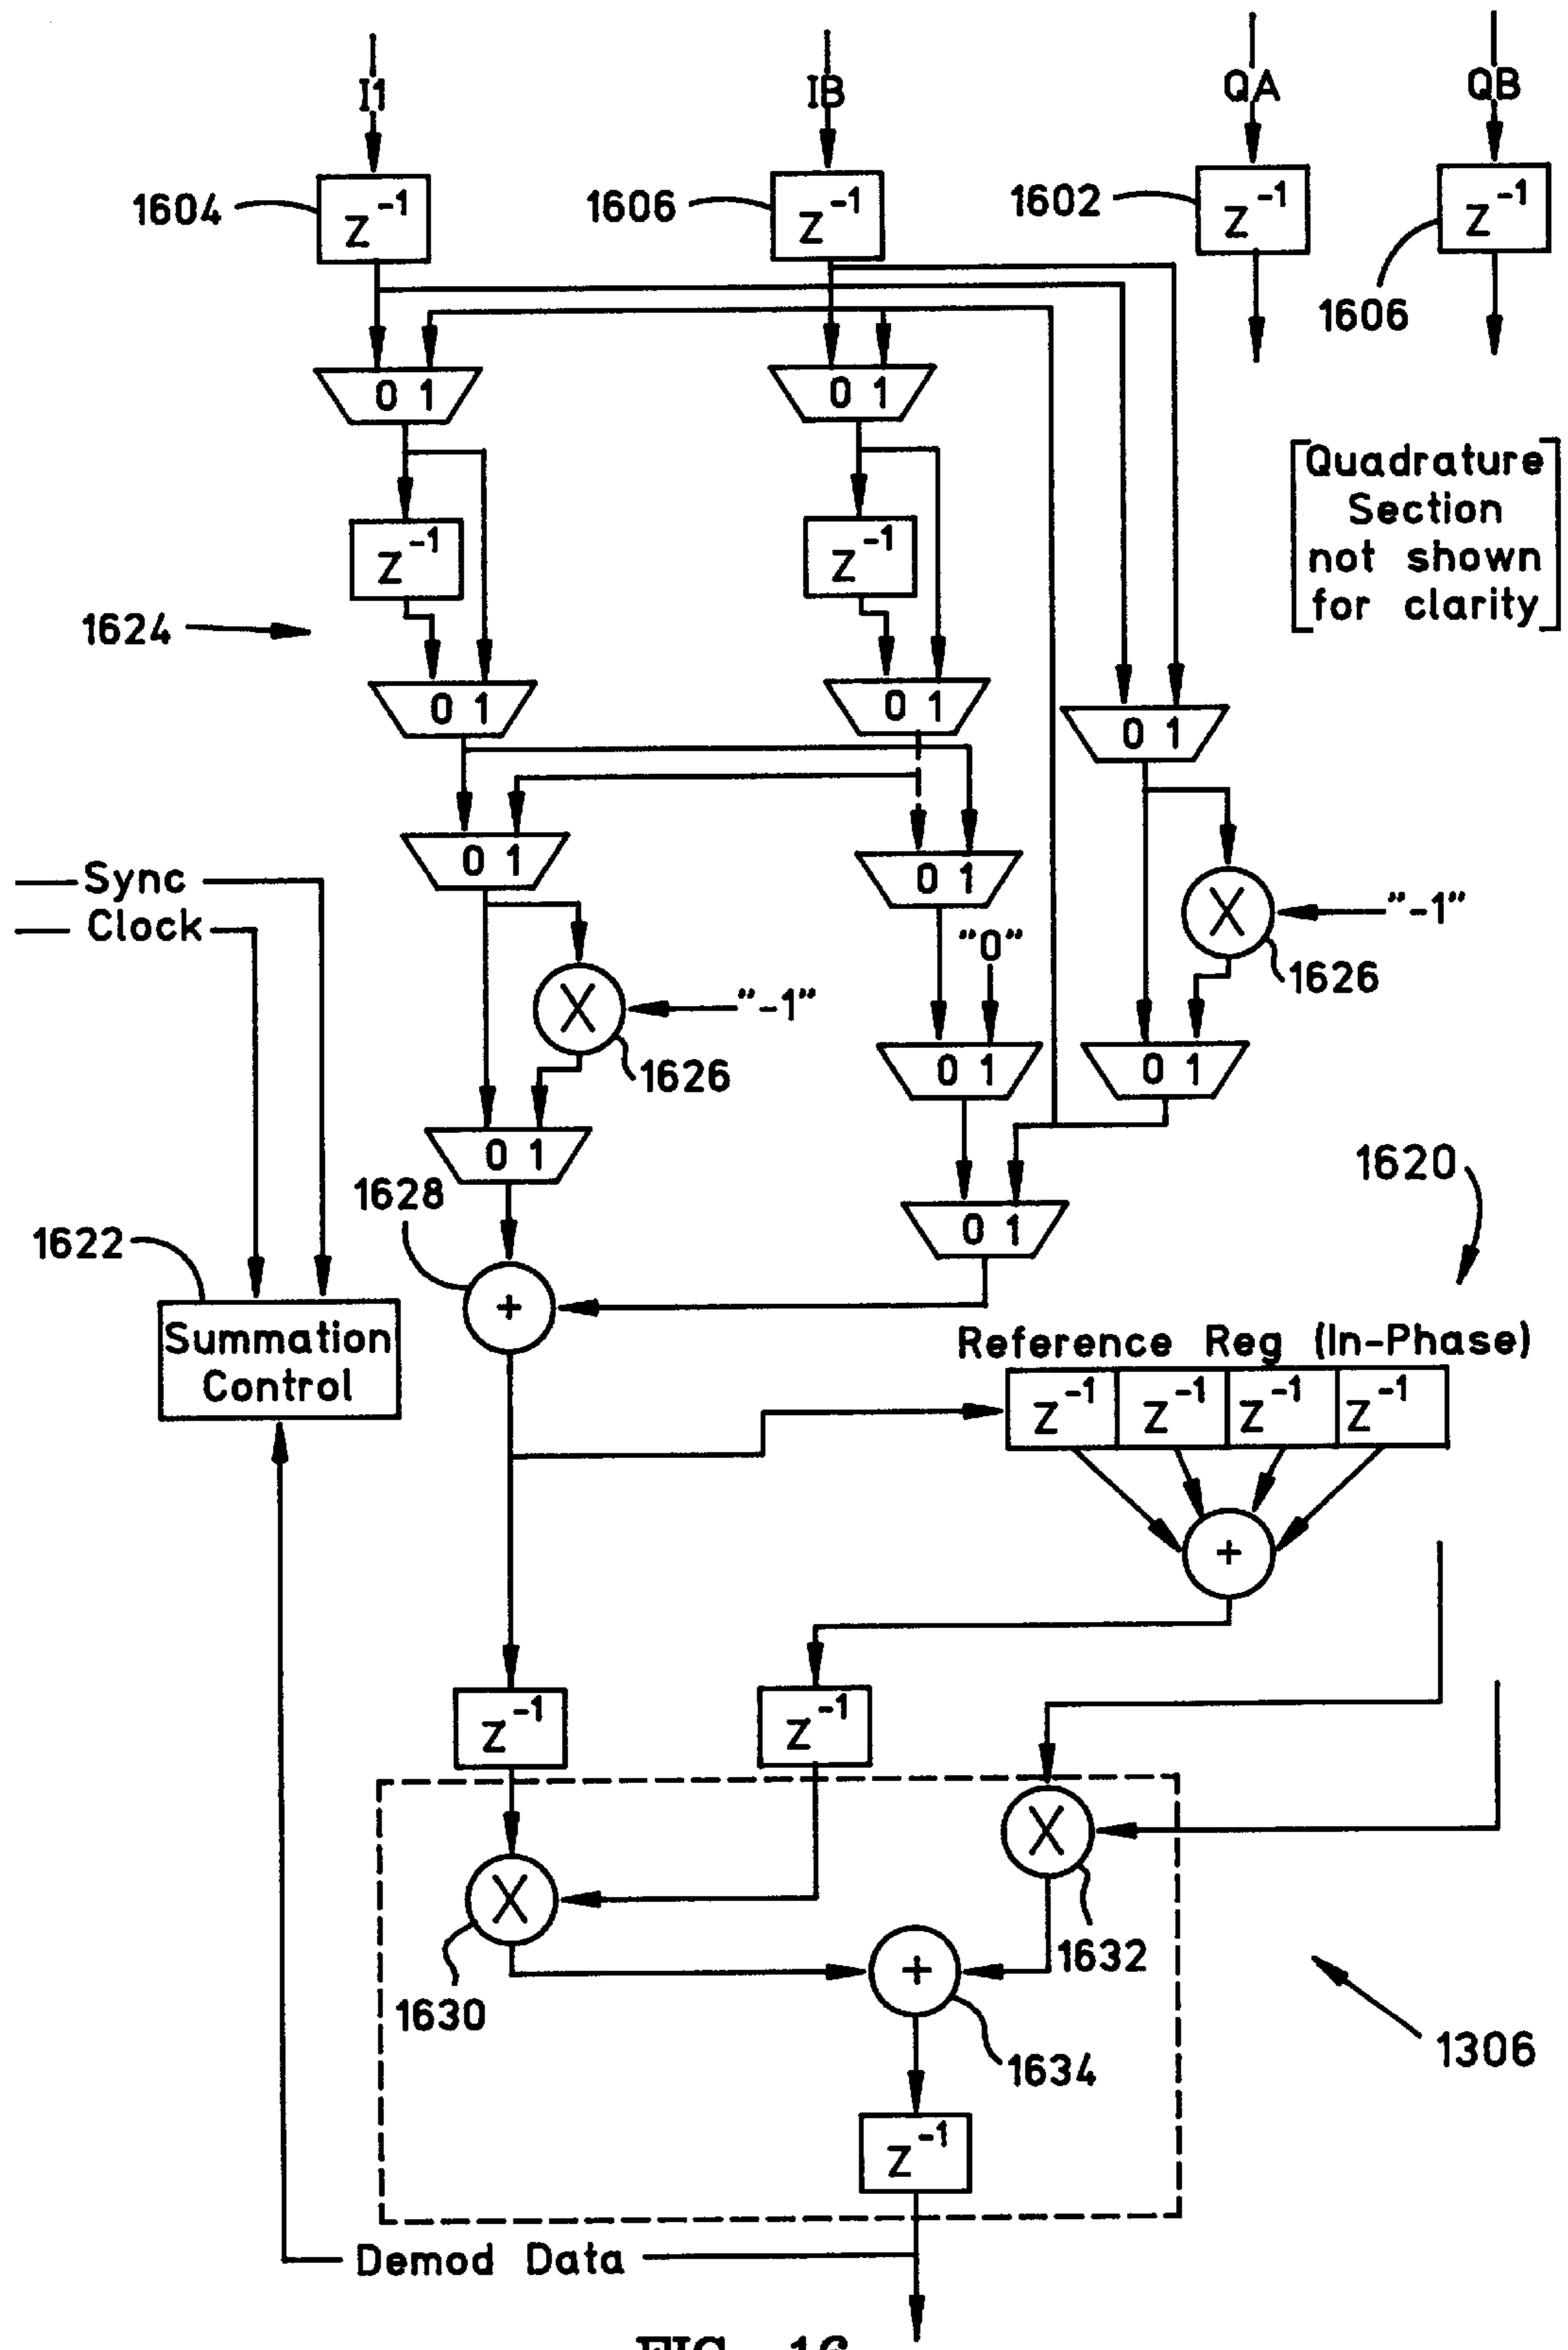 I1 IB QA QB
1604 Z⁻¹ 1606 Z⁻¹ 1602 Z⁻¹ Z⁻¹
1606
0 1 0 1
Quadrature
Section
not shown
for clarity
Z⁻¹ Z⁻¹
1624
0 1 0 1 0 1
0 1 0 1
Sync
Clock
X "-1"
"0"
1626
X "-1"
1626
0 1 0 1
0 1
1620
1628
0 1
1622
+
Summation
Control
Reference Reg (In-Phase)
Z⁻¹ Z⁻¹ Z⁻¹ Z⁻¹
+
Z⁻¹ Z⁻¹
X
X
1632
+
1630
1634
1306
Z⁻¹
Demod Data
FIG. 16